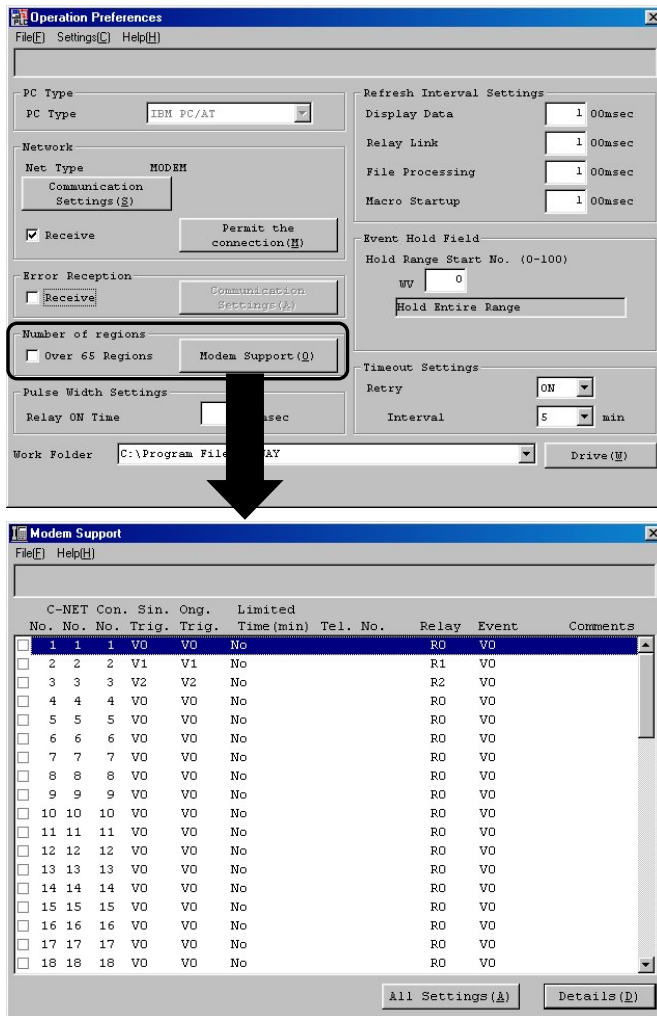 Operation Preferences
File(F) Settings(C) Help(H)
PC Type
PC Type IBM PC/AT
Network
Net Type MODEM
Communication
Settings(S)
Receive
Permit the
connection(M)
Error Reception
Receive
Communication
Settings(A)
Number of regions
Over 65 Regions
Modem Support(O)
Pulse Width Settings
Relay ON Time
Refresh Interval Settings
Display Data 1 00msec
Relay Link 1 00msec
File Processing 1 00msec
Macro Startup 1 00msec
Event Hold Field
Hold Range Start No. (0-100)
WV 0
Hold Entire Range
Timeout Settings
Retry ON
Interval 5 min
Work Folder C:\Program
Drive(W)
Modem Support
File(F) Help(H)
C-NET Con. Sin. Ong. Limited
No. No. No. Trig. Trig. Time(min) Tel. No. Relay Event Comments
1 1 1 V0 V0 No R0 V0
2 2 2 V1 V1 No R1 V0
3 3 3 V2 V2 No R2 V0
4 4 4 V0 V0 No R0 V0
5 5 5 V0 V0 No R0 V0
6 6 6 V0 V0 No R0 V0
7 7 7 V0 V0 No R0 V0
8 8 8 V0 V0 No R0 V0
9 9 9 V0 V0 No R0 V0
10 10 10 V0 V0 No R0 V0
11 11 11 V0 V0 No R0 V0
12 12 12 V0 V0 No R0 V0
13 13 13 V0 V0 No R0 V0
14 14 14 V0 V0 No R0 V0
15 15 15 V0 V0 No R0 V0
16 16 16 V0 V0 No R0 V0
17 17 17 V0 V0 No R0 V0
18 18 18 V0 V0 No R0 V0
All Settings(A)
Details(D)